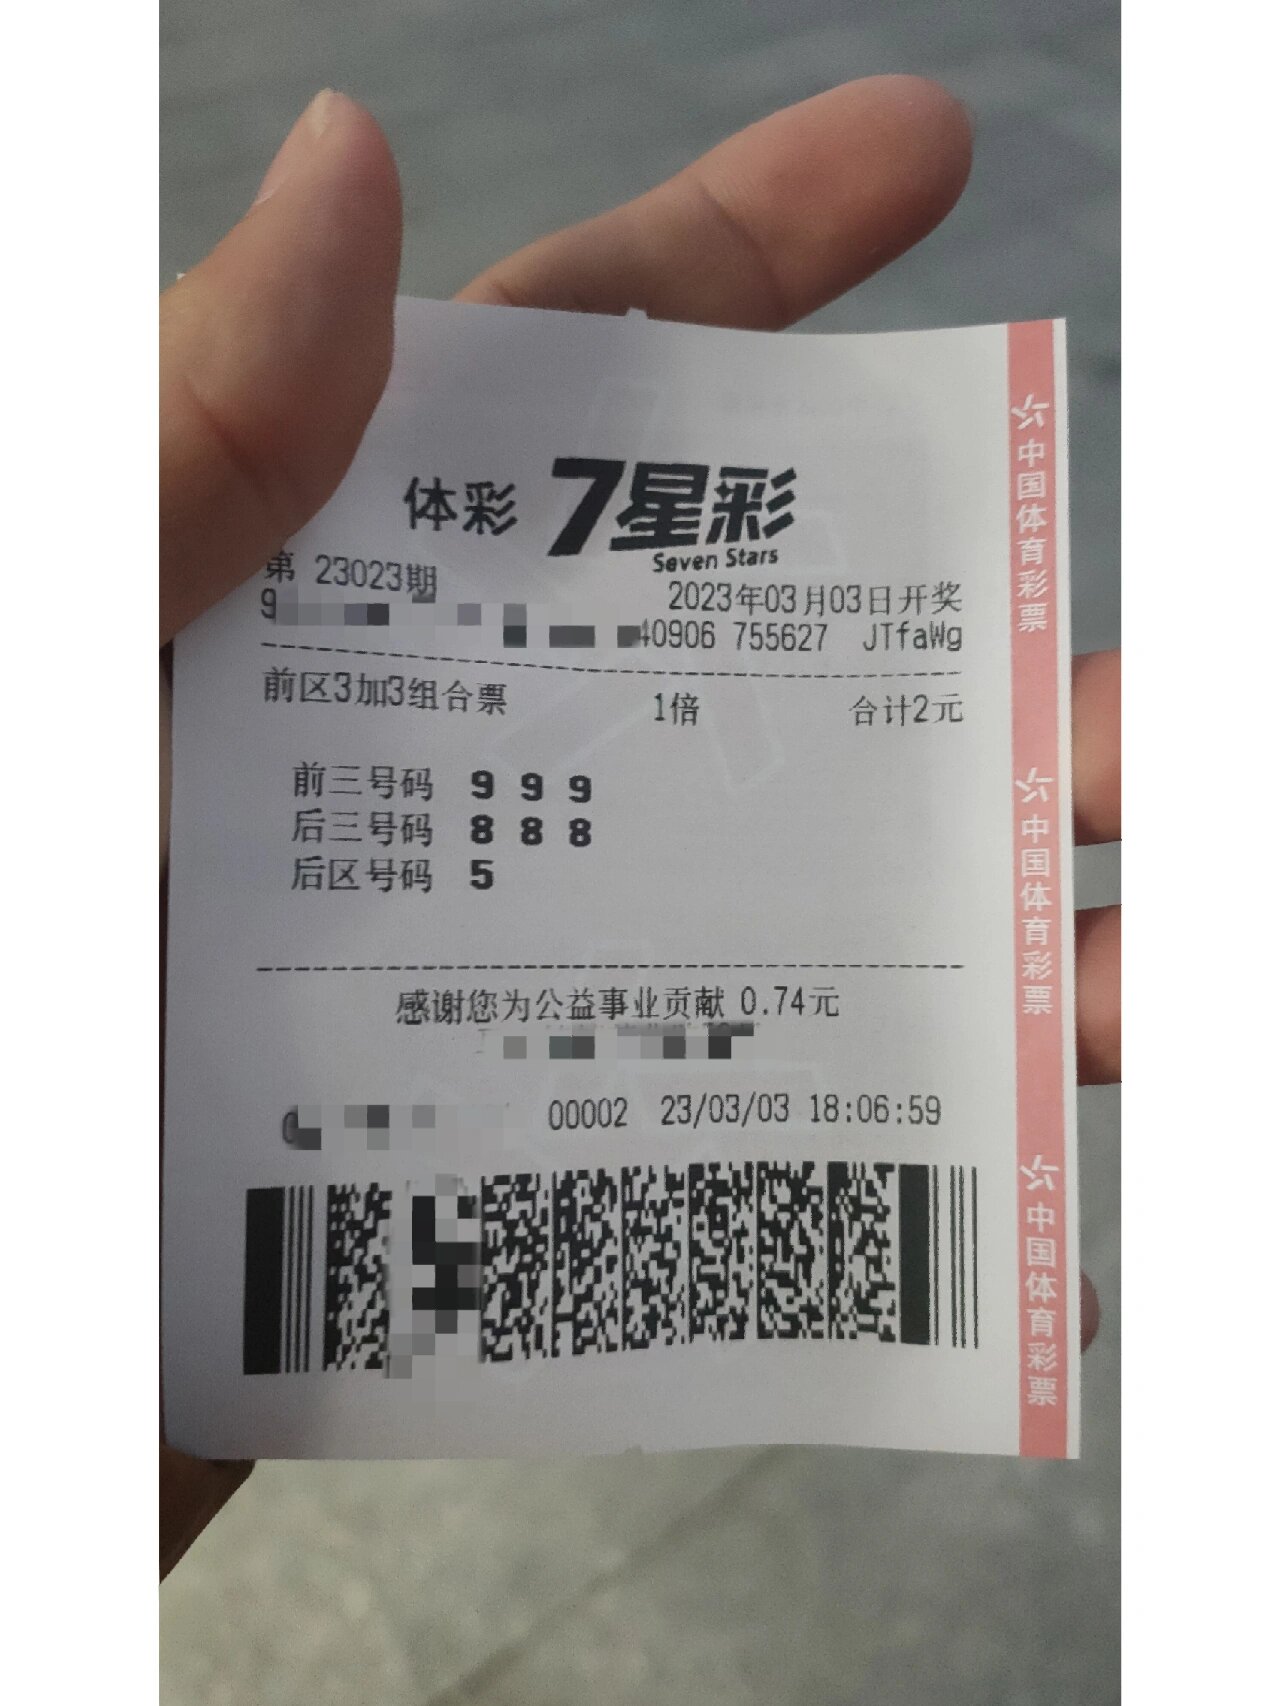 体彩 7星彩
Seven Stars
第 23023期
2023年03月03日开奖
9
40906 755627 JTfaWg
前区3加3组合票 1倍 合计2元
前三号码 9 9 9
后三号码 8 8 8
后区号码 5
感谢您为公益事业贡献 0.74元
00002 23/03/03 18:06:59
中国体育彩票
中国体育彩票
中国体育彩票